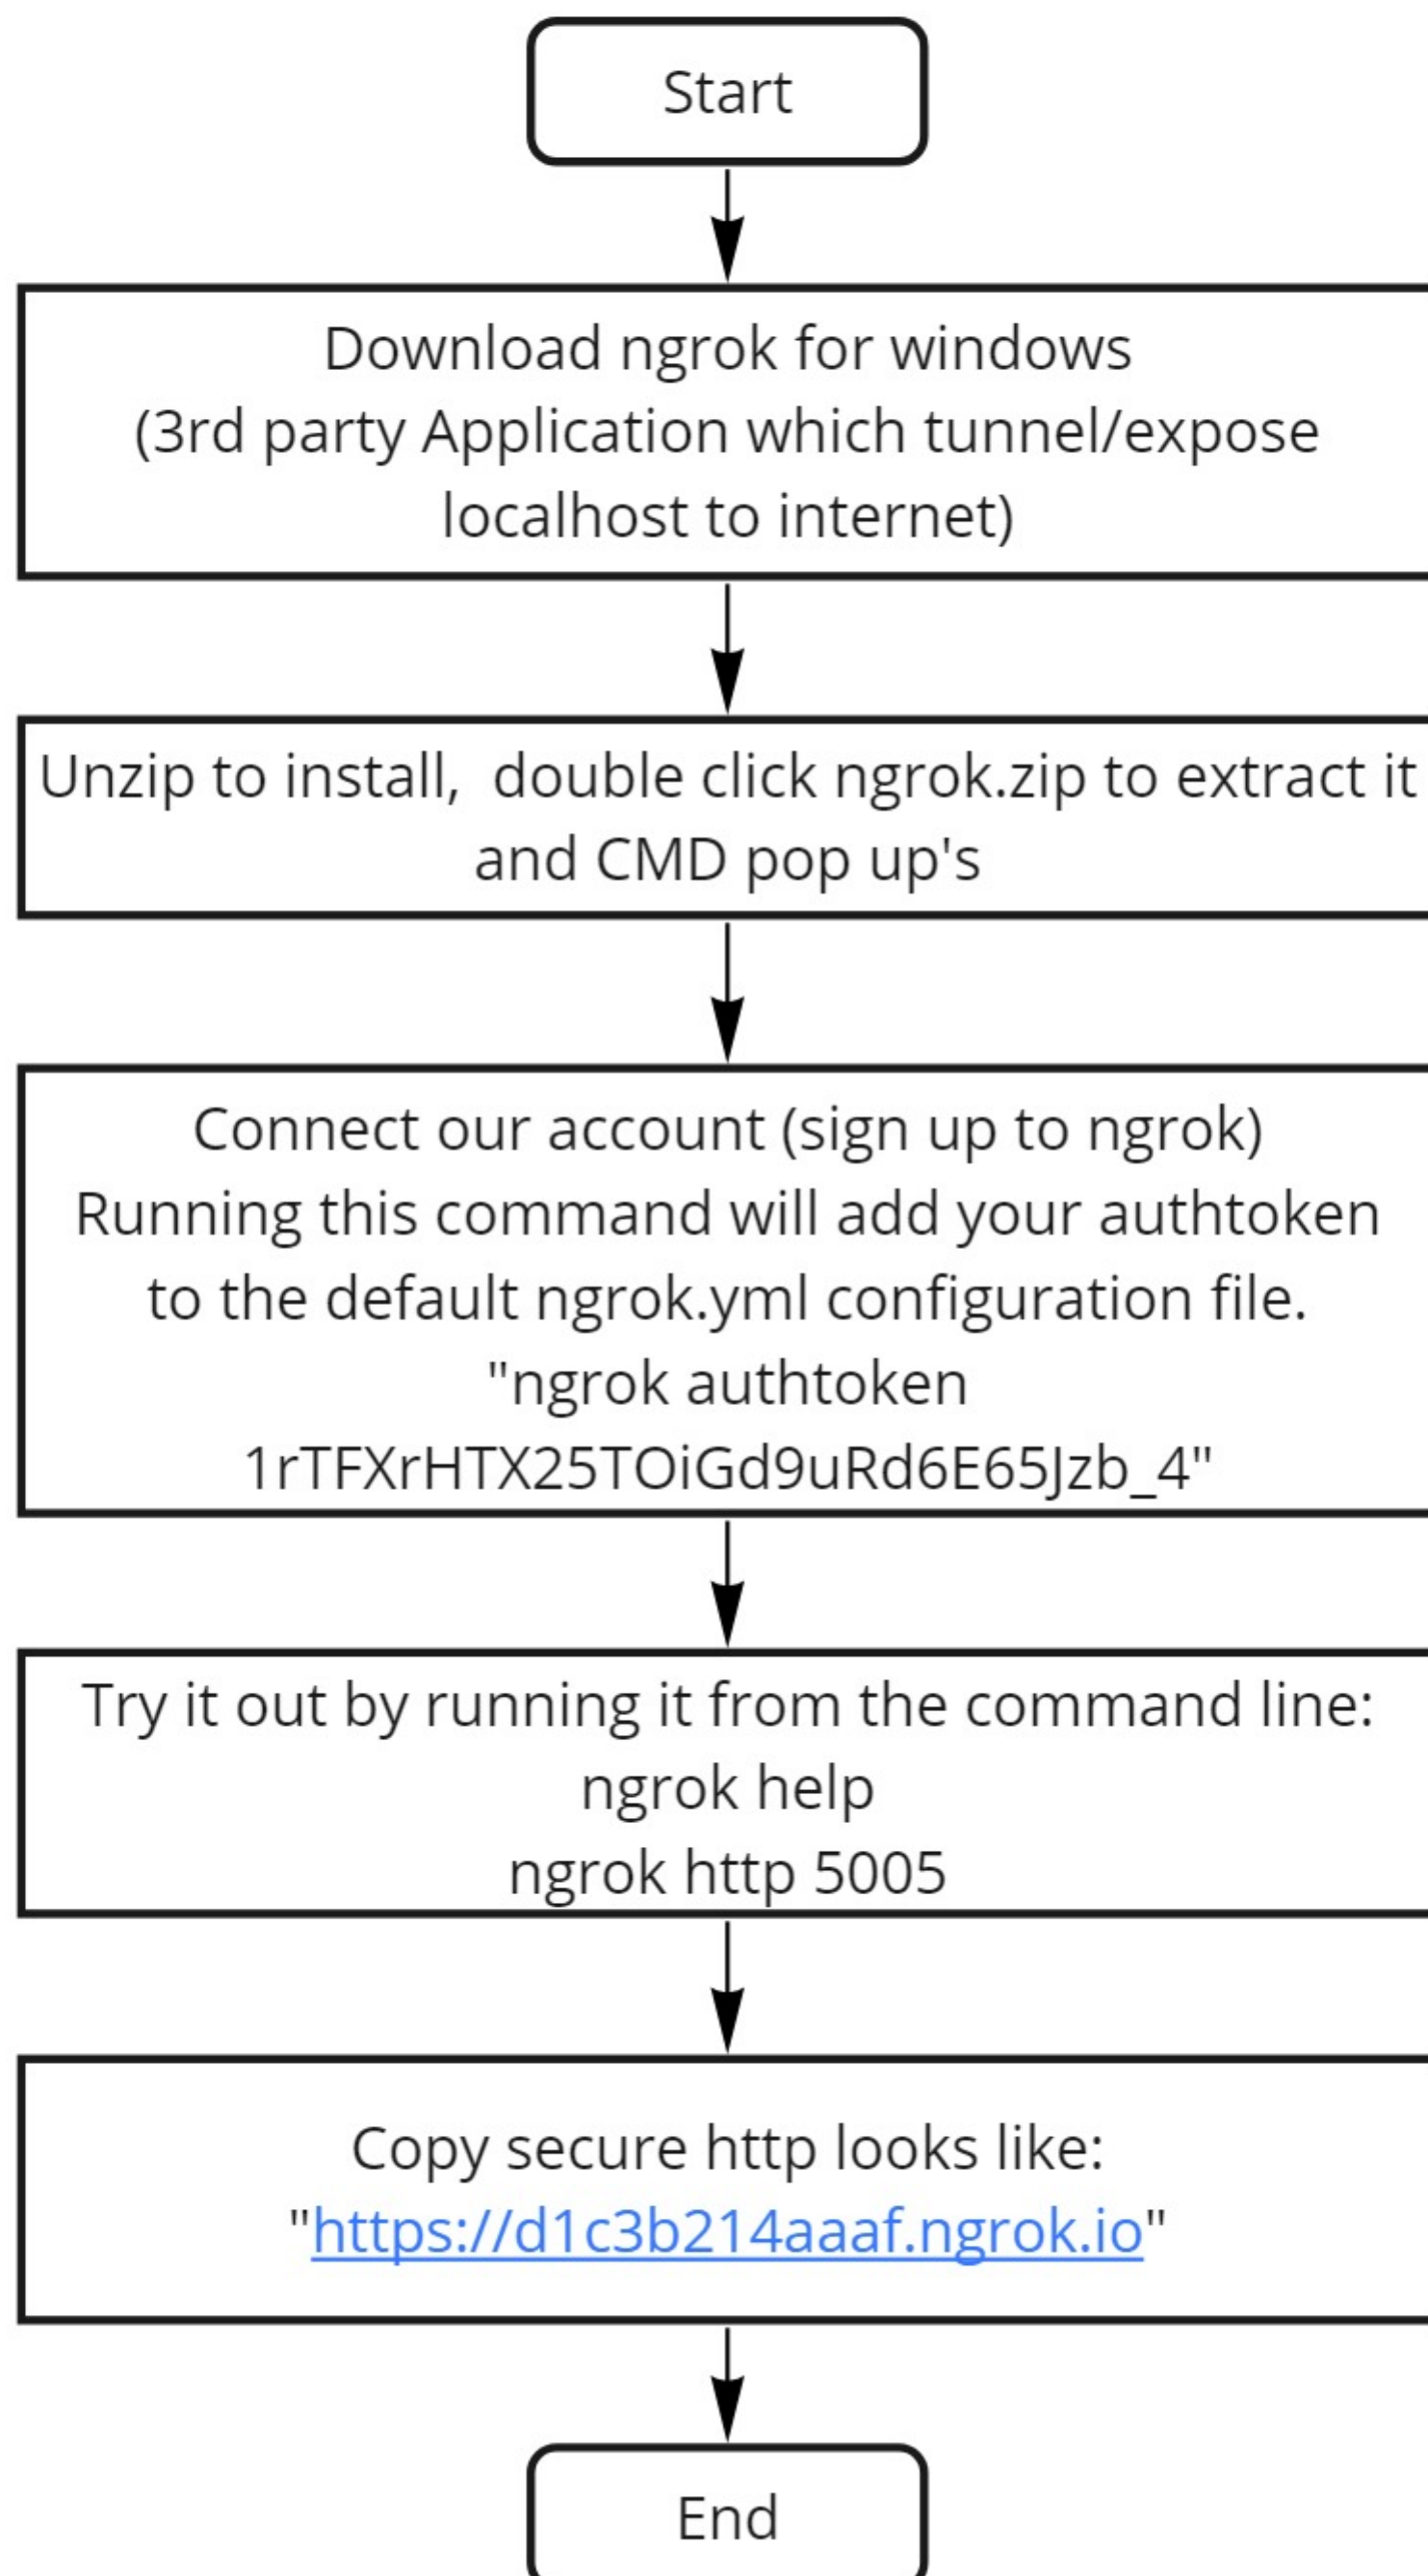 Start
Download ngrok for windows
(3rd party Application which tunnel/expose
localhost to internet)
Unzip to install,  double click ngrok.zip to extract it
and CMD pop up's
Connect our account (sign up to ngrok)
Running this command will add your authtoken
to the default ngrok.yml configuration file.
"ngrok authtoken
1rTFXrHTX25TOiGd9uRd6E65Jzb_4"
Try it out by running it from the command line:
ngrok help
ngrok http 5005
Copy secure http looks like:
"https://d1c3b214aaaf.ngrok.io"
End